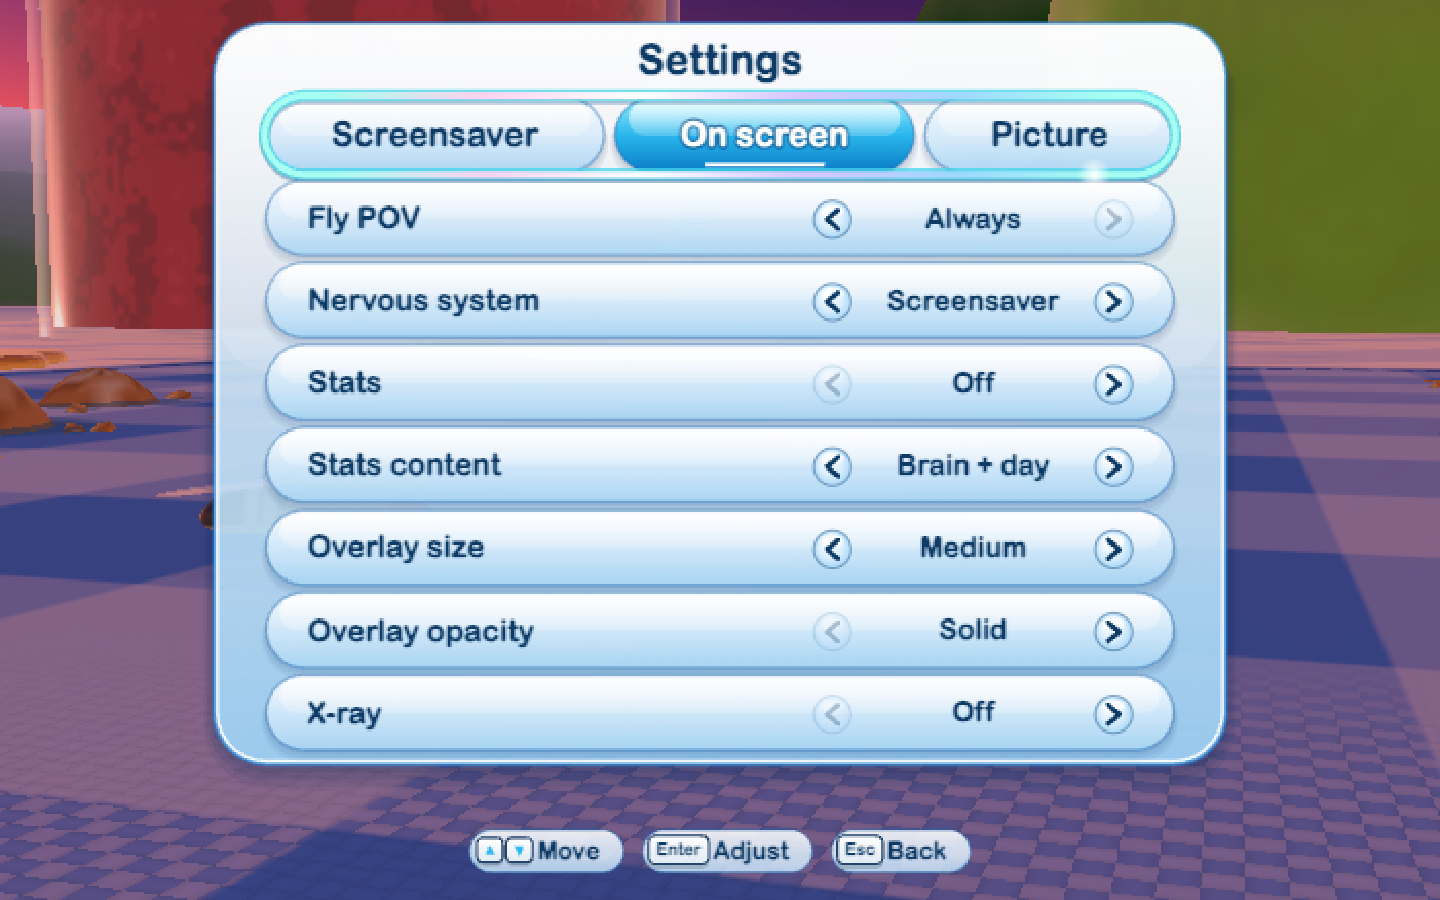 Settings
Screensaver On screen Picture
Fly POV Always
Nervous system Screensaver
Stats Off
Stats content Brain + day
Overlay size Medium
Overlay opacity Solid
X-ray Off
Move Enter Adjust Esc Back